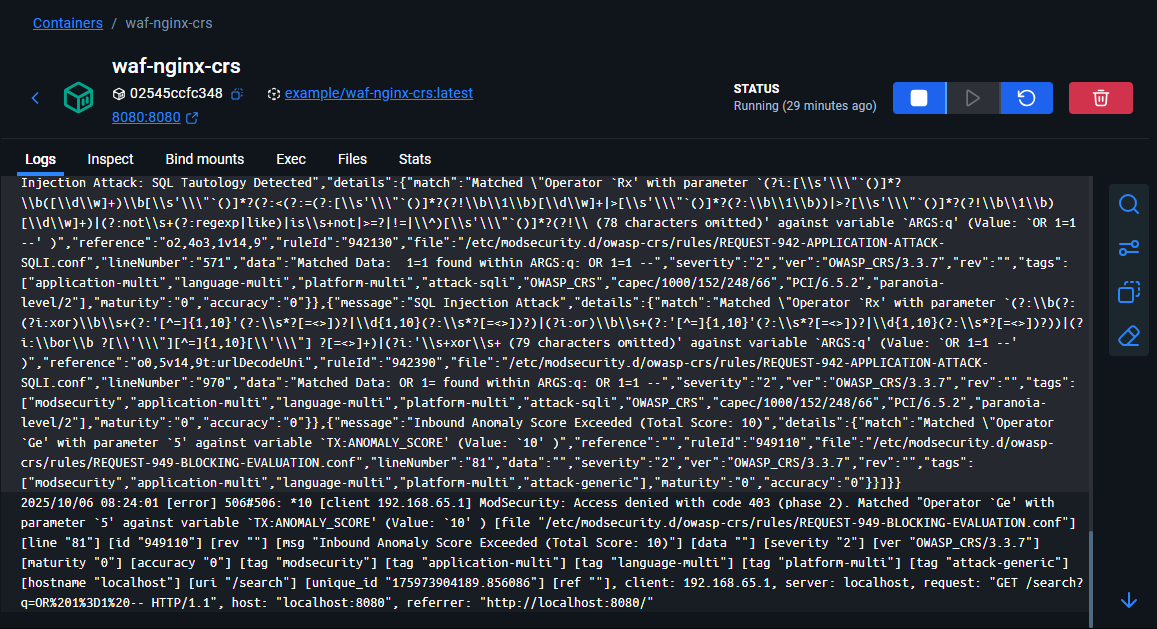 Containers / waf-nginx-crs
waf-nginx-crs
02545ccfc348 example/waf-nginx-crs:latest
8080:8080
STATUS
Running (29 minutes ago)
Logs Inspect Bind mounts Exec Files Stats
Injection Attack: SQL Tautology Detected","details":{"match":"Matched \"Operator `Rx' with parameter `(?i:[\\s'\\\"`()]*?
\\b([\\d\\w]+)\\b[\\s'\\\"`()]*?(?:<(?:=(?:[\\s'\\\"`()]*?(?!\\b\\1\\b)[\\d\\w]+|>[\\s'\\\"`()]*?(?:\\b\\1\\b))|>?[\\s'\\\"`()]*?(?!\\b\\1\\b)
[\\d\\w]+)|(?:not\\s+(?:regexp|like)|is\\s+not|>=?|!=|\\^)[\\s'\\\"`()]*?(?!\\ (78 characters omitted)' against variable `ARGS:q' (Value: `OR 1=1
--' )","reference":"o2,4o3,1v14,9","ruleId":"942130","file":"/etc/modsecurity.d/owasp-crs/rules/REQUEST-942-APPLICATION-ATTACK-
SQLI.conf","lineNumber":"571","data":"Matched Data:  1=1 found within ARGS:q: OR 1=1 --","severity":"2","ver":"OWASP_CRS/3.3.7","rev":"","tags":
["application-multi","language-multi","platform-multi","attack-sqli","OWASP_CRS","capec/1000/152/248/66","PCI/6.5.2","paranoia-
level/2"],"maturity":"0","accuracy":"0"}},{"message":"SQL Injection Attack","details":{"match":"Matched \"Operator `Rx' with parameter `(?:\\b(?:
(?i:xor)\\b\\s+(?:'[^=]{1,10}'(?:\\s*?[=<>])?|\\d{1,10}(?:\\s*?[=<>])?)|(?i:or)\\b\\s+(?:'[^=]{1,10}'(?:\\s*?[=<>])?|\\d{1,10}(?:\\s*?[=<>])?))|(?
i:\\bor\\b ?[\\'\\\"][^=]{1,10}[\\'\\\"] ?[=<>]+)|(?i:'\\s+xor\\s+ (79 characters omitted)' against variable `ARGS:q' (Value: `OR 1=1 --'
)","reference":"o0,5v14,9t:urlDecodeUni","ruleId":"942390","file":"/etc/modsecurity.d/owasp-crs/rules/REQUEST-942-APPLICATION-ATTACK-
SQLI.conf","lineNumber":"970","data":"Matched Data: OR 1= found within ARGS:q: OR 1=1 --","severity":"2","ver":"OWASP_CRS/3.3.7","rev":"","tags":
["modsecurity","application-multi","language-multi","platform-multi","attack-sqli","OWASP_CRS","capec/1000/152/248/66","PCI/6.5.2","paranoia-
level/2"],"maturity":"0","accuracy":"0"}},{"message":"Inbound Anomaly Score Exceeded (Total Score: 10)","details":{"match":"Matched \"Operator
`Ge' with parameter `5' against variable `TX:ANOMALY_SCORE' (Value: `10' )","reference":"","ruleId":"949110","file":"/etc/modsecurity.d/owasp-
crs/rules/REQUEST-949-BLOCKING-EVALUATION.conf","lineNumber":"81","data":"","severity":"2","ver":"OWASP_CRS/3.3.7","rev":"","tags":
["modsecurity","application-multi","language-multi","platform-multi","attack-generic"],"maturity":"0","accuracy":"0"}}]}}
2025/10/06 08:24:01 [error] 506#506: *10 [client 192.168.65.1] ModSecurity: Access denied with code 403 (phase 2). Matched "Operator `Ge' with
parameter `5' against variable `TX:ANOMALY_SCORE' (Value: `10' ) [file "/etc/modsecurity.d/owasp-crs/rules/REQUEST-949-BLOCKING-EVALUATION.conf"]
[line "81"] [id "949110"] [rev ""] [msg "Inbound Anomaly Score Exceeded (Total Score: 10)"] [data ""] [severity "2"] [ver "OWASP_CRS/3.3.7"]
[maturity "0"] [accuracy "0"] [tag "modsecurity"] [tag "application-multi"] [tag "language-multi"] [tag "platform-multi"] [tag "attack-generic"]
[hostname "localhost"] [uri "/search"] [unique_id "175973904189.856086"] [ref ""], client: 192.168.65.1, server: localhost, request: "GET /search?
q=OR%201%3D1%20-- HTTP/1.1", host: "localhost:8080", referrer: "http://localhost:8080/"